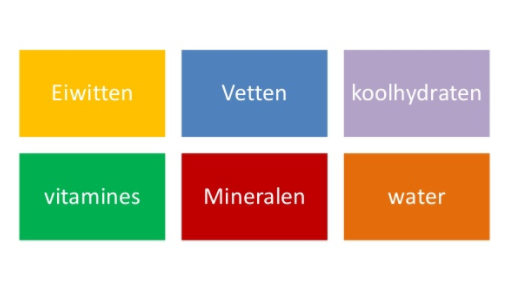 Eiwitten
Vetten
koolhydraten
vitamines
Mineralen
water